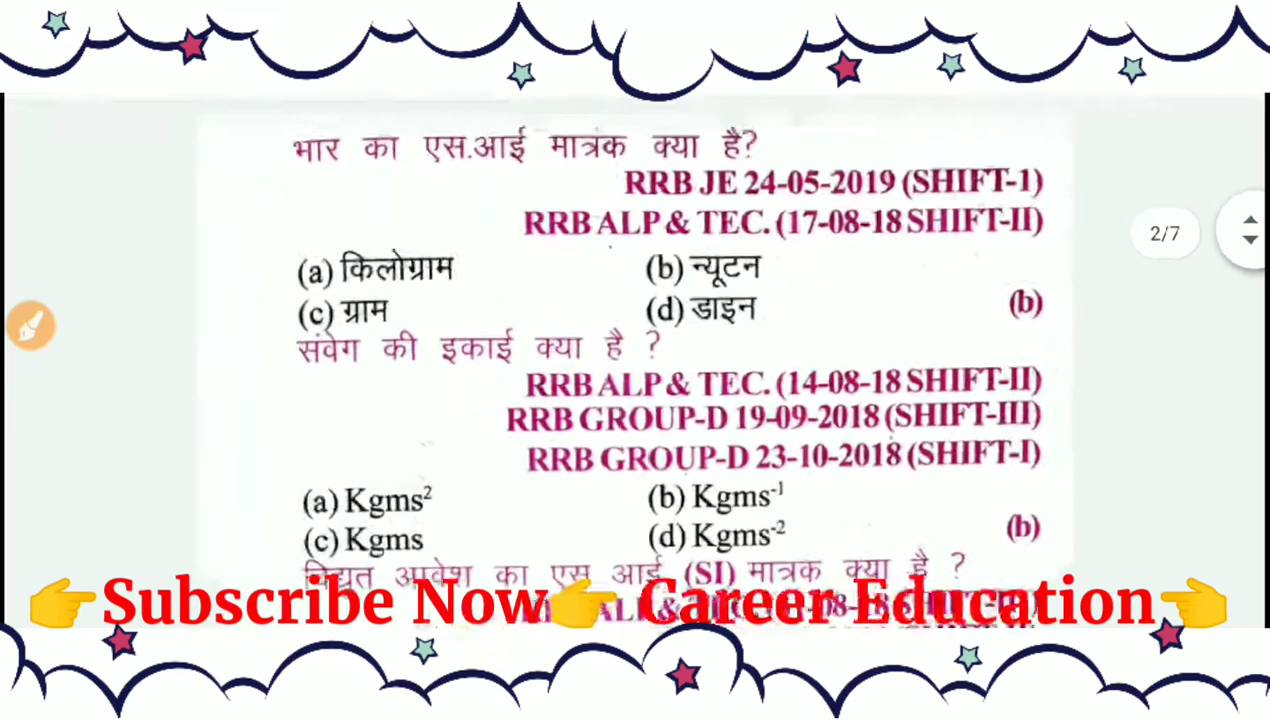 भार का एस.आई मात्रक क्या है?
RRB JE 24-05-2019 (SHIFT-1)
RRB ALP & TEC. (17-08-18 SHIFT-II)
2/7
(a) किलोग्राम (b) न्यूटन
(c) ग्राम (d) डाइन (b)
संवेग की इकाई क्या है ?
RRB ALP & TEC. (14-08-18 SHIFT-II)
RRB GROUP-D 19-09-2018 (SHIFT-III)
RRB GROUP-D 23-10-2018 (SHIFT-I)
(a) Kgms² (b) Kgms⁻¹
(c) Kgms (d) Kgms⁻² (b)
विद्युत आवेश का एस आई (SI) मात्रक क्या है ?
👉Subscribe Now👉 Career Education👈